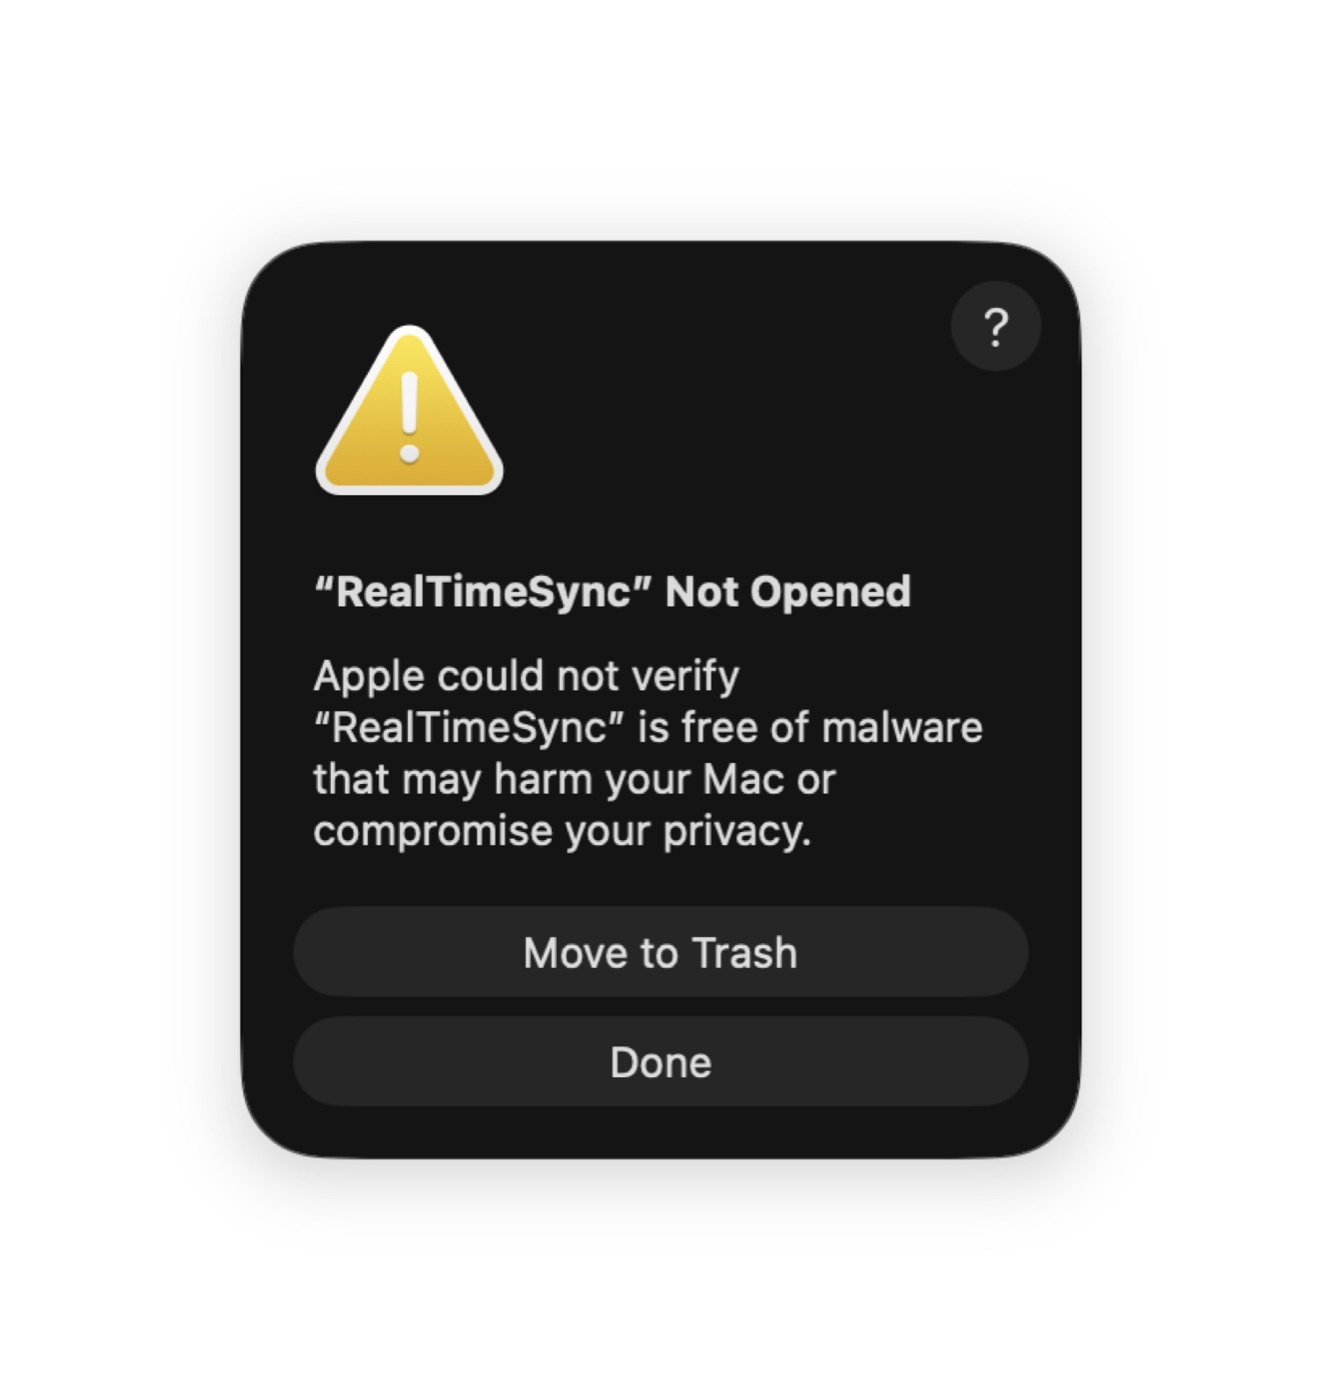 ?
“RealTimeSync” Not Opened
Apple could not verify
“RealTimeSync” is free of malware
that may harm your Mac or
compromise your privacy.
Move to Trash
Done